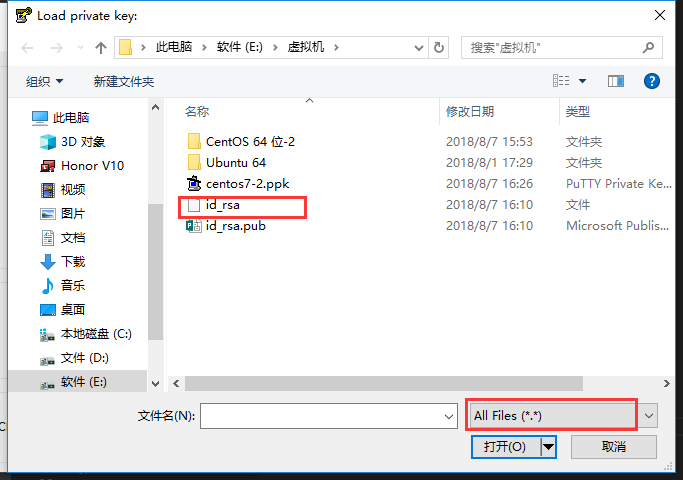 Load private key:
此电脑 > 软件 (E:) > 虚拟机 >
搜索"虚拟机"
组织 新建文件夹
名称 修改日期 类型
此电脑
3D 对象
Honor V10
视频
图片
文档
下载
音乐
桌面
本地磁盘 (C:)
文件 (D:)
软件 (E:)
CentOS 64 位-2 2018/8/7 15:53 文件夹
Ubuntu 64 2018/8/1 17:29 文件夹
centos7-2.ppk 2018/8/7 16:26 PuTTY Private Ke...
id_rsa 2018/8/7 16:10 文件
id_rsa.pub 2018/8/7 16:10 Microsoft Publis...
文件名(N):
All Files (*.*)
打开(O) 取消